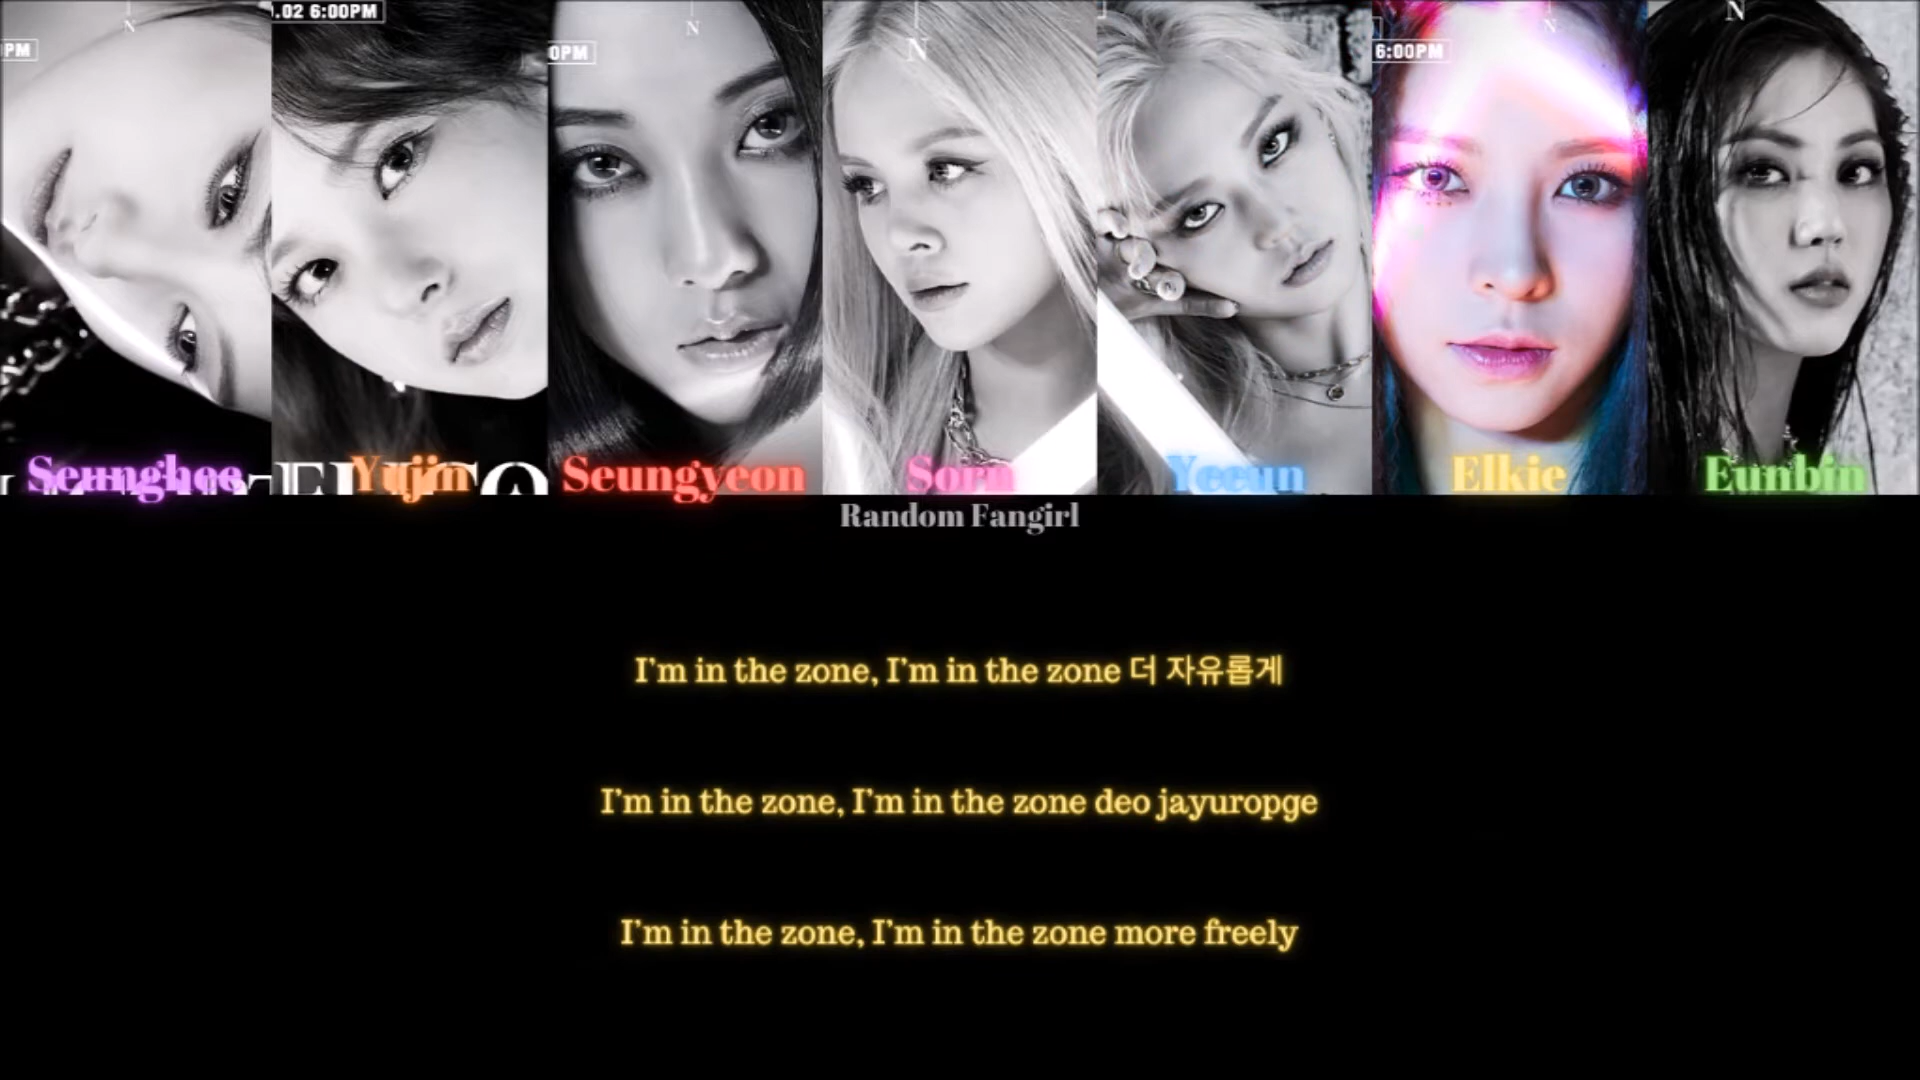 .02 6:00PM
N
N
N
N
N
PM
0PM
6:00PM
Seunghee
Yujin
Seungyeon
Sorn
Yeeun
Elkie
Eunbin
Random Fangirl
I'm in the zone, I'm in the zone 더 자유롭게
I'm in the zone, I'm in the zone deo jayuropge
I'm in the zone, I'm in the zone more freely